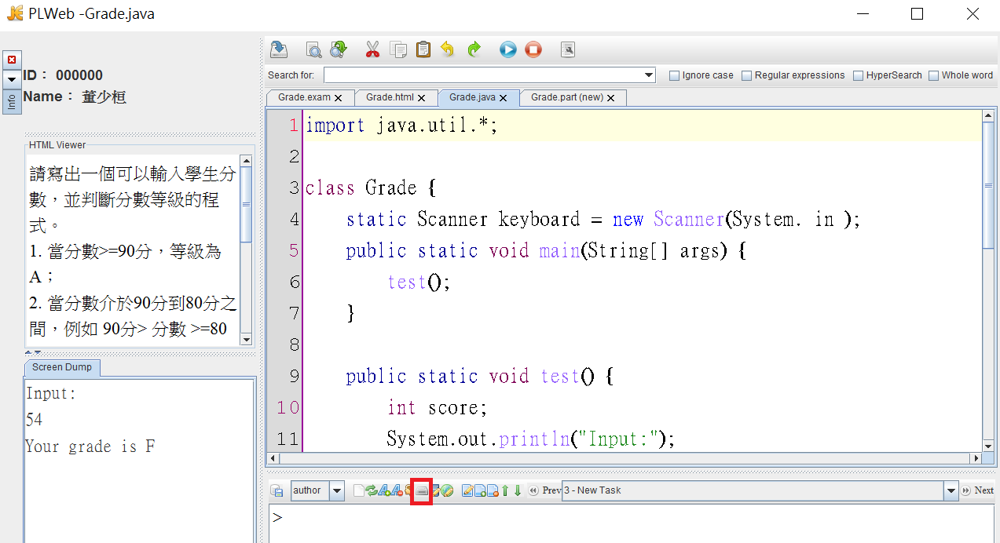 PLWeb -Grade.java
ID： 000000
Name： 董少桓
Info
HTML Viewer
請寫出一個可以輸入學生分
數，並判斷分數等級的程
式。
1. 當分數>=90分，等級為
A；
2. 當分數介於90分到80分之
間，例如 90分> 分數 >=80
Screen Dump
Input:
54
Your grade is F
Search for:
Ignore case
Regular expressions
HyperSearch
Whole word
Grade.exam
Grade.html
Grade.java
Grade.part (new)
1 import java.util.*;
2
3 class Grade {
4 static Scanner keyboard = new Scanner(System. in );
5 public static void main(String[] args) {
6 test();
7 }
8
9 public static void test() {
10 int score;
11 System.out.println("Input:");
author
Prev
3 - New Task
Next
>